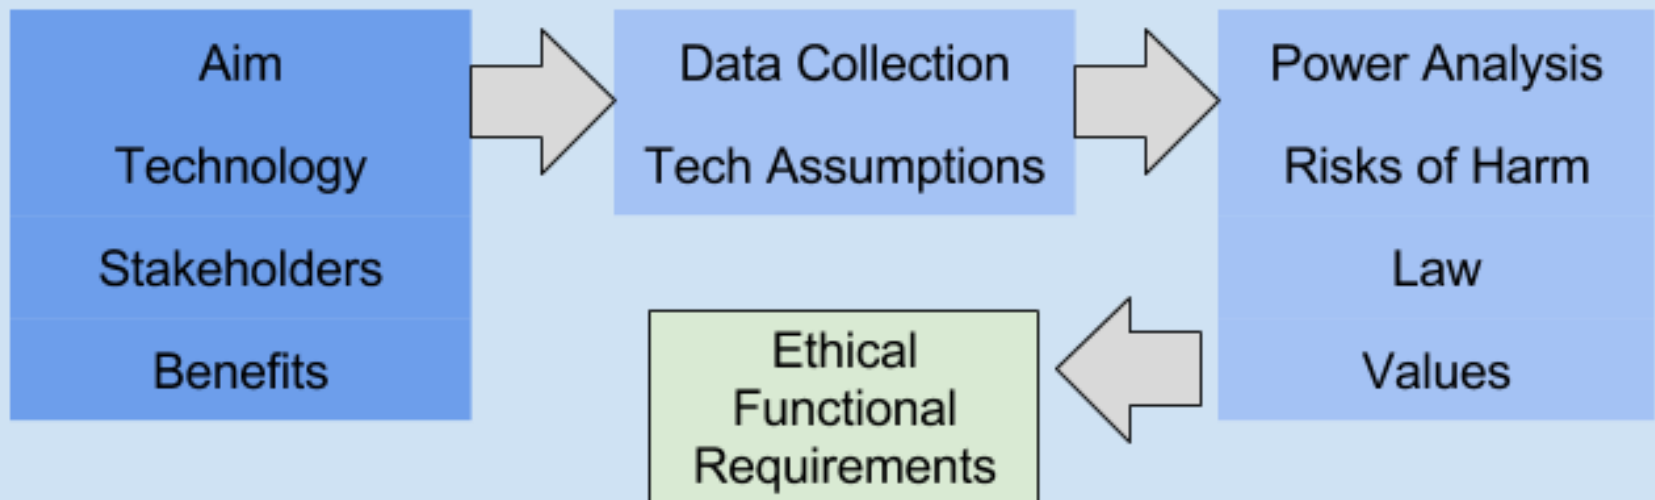 Aim
Technology
Stakeholders
Benefits
Data Collection
Tech Assumptions
Power Analysis
Risks of Harm
Law
Values
Ethical
Functional
Requirements